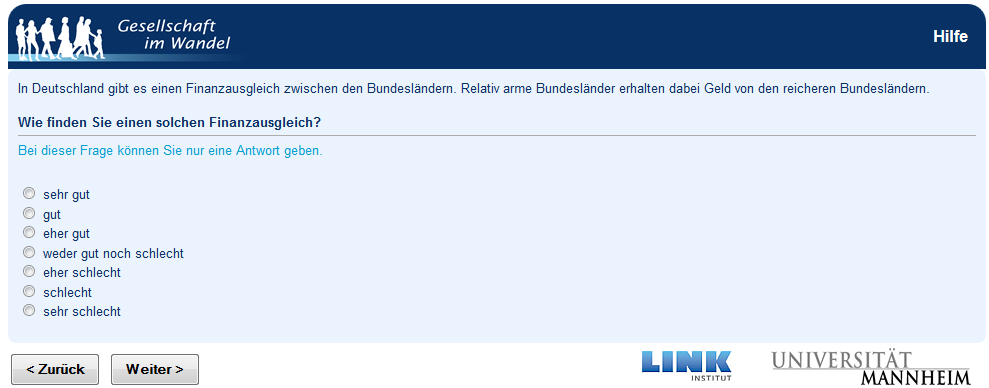 Gesellschaft
im Wandel
Hilfe
In Deutschland gibt es einen Finanzausgleich zwischen den Bundesländern. Relativ arme Bundesländer erhalten dabei Geld von den reicheren Bundesländern.
Wie finden Sie einen solchen Finanzausgleich?
Bei dieser Frage können Sie nur eine Antwort geben.
sehr gut
gut
eher gut
weder gut noch schlecht
eher schlecht
schlecht
sehr schlecht
< Zurück
Weiter >
LINK
INSTITUT
UNIVERSITÄT
MANNHEIM